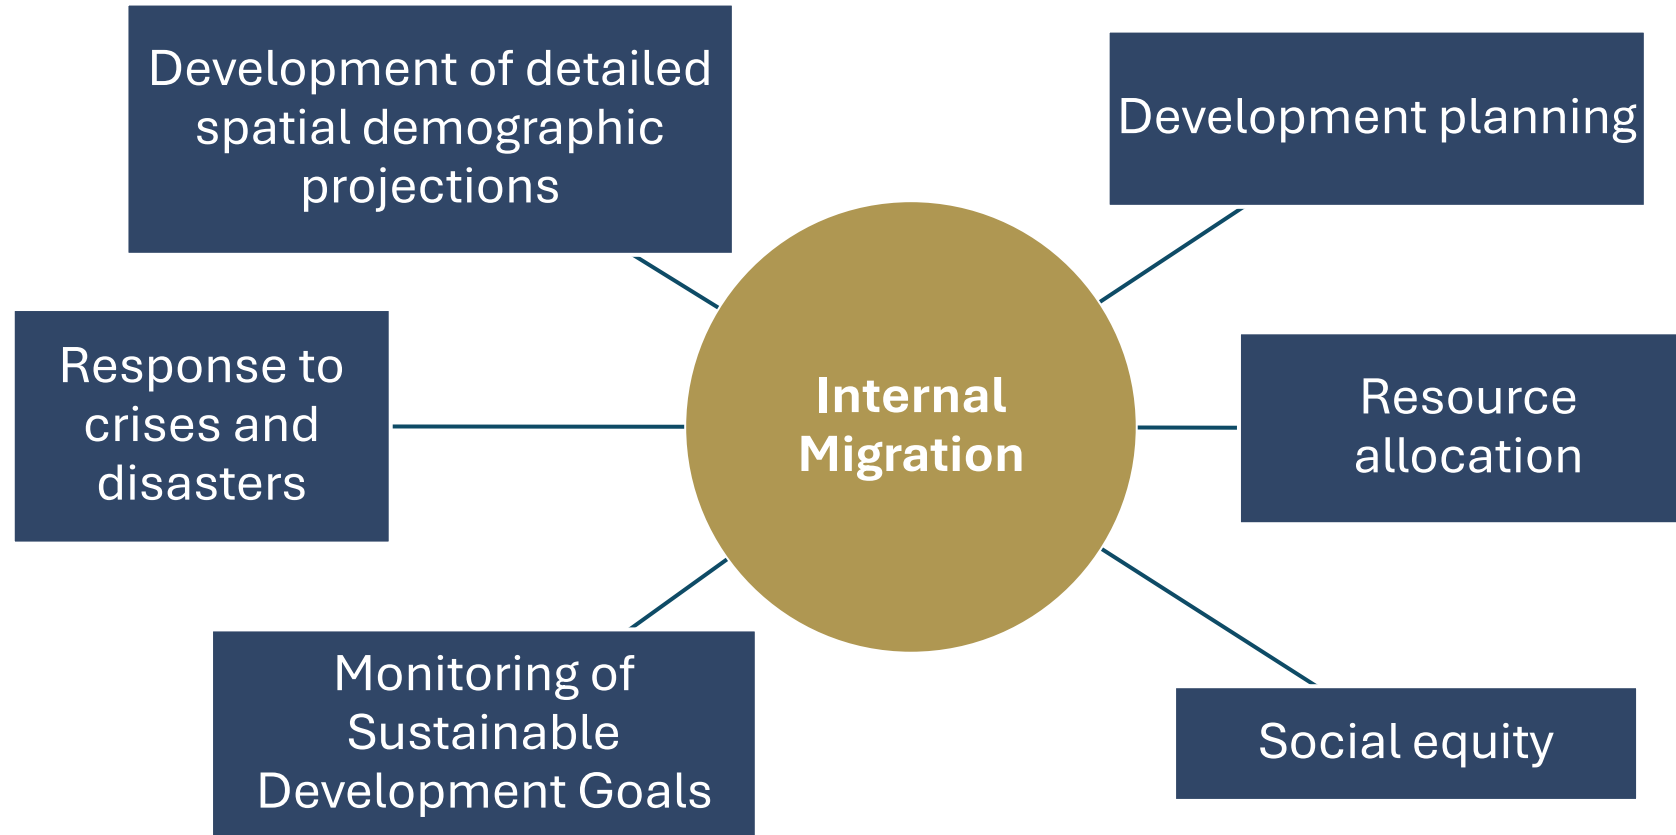 Development of detailed
spatial demographic
projections
Development planning
Response to
crises and
disasters
Internal
Migration
Resource
allocation
Monitoring of
Sustainable
Development Goals
Social equity